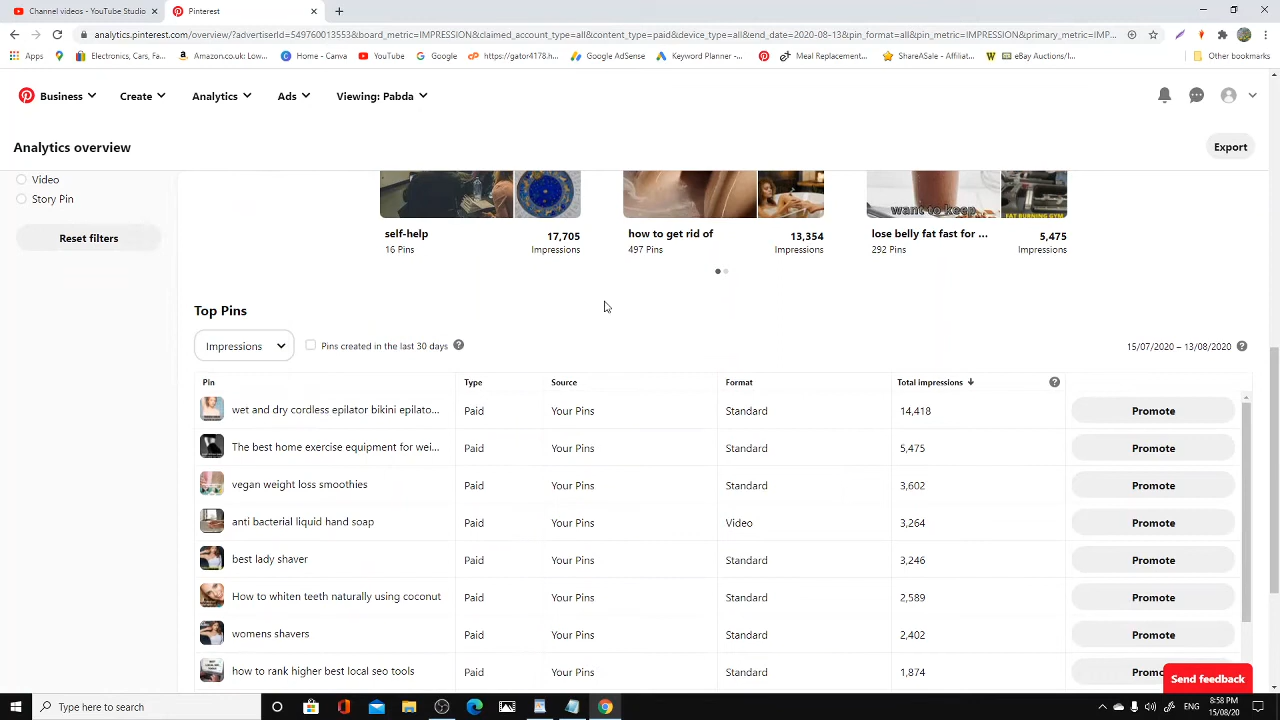 Channel videos - YouTube Studio
Pinterest
analytics.pinterest.com/overview/?advertiserId=549760013553&board_metric=IMPRESSION&claimed_account_type=all&content_type=paid&device_type=all&end_date=2020-08-13&pin_format=all&pin_metric=IMPRESSION&primary_metric=IMP...
Apps Electronics, Cars, Fa... Amazon.co.uk: Low... Home - Canva YouTube Google https://gator4178.h... Google AdSense Keyword Planner -... Meal Replacement... ShareASale - Affiliat... eBay Auctions/I... Other bookmarks
Business Create Analytics Ads Viewing: Pabda
Analytics overview Export
Video
Story Pin
Reset filters
want to keep
FAT BURNING GYM
self-help 17,705
16 Pins Impressions
how to get rid of 13,354
497 Pins Impressions
lose belly fat fast for ... 5,475
292 Pins Impressions
Top Pins
Impressions Pins created in the last 30 days 15/07/2020 – 13/08/2020
Pin Type Source Format Total impressions
wet and dry cordless epilator bikini epilato... Paid Your Pins Standard 14,418 Promote
The best home exercise equipment for wei... Paid Your Pins Standard 5,475 Promote
vegan weight loss smoothies Paid Your Pins Standard 3,602 Promote
anti bacterial liquid hand soap Paid Your Pins Video 3,264 Promote
best lady shaver Paid Your Pins Standard 3,246 Promote
How to whiten teeth naturally using coconut Paid Your Pins Standard 2,589 Promote
womens shavers Paid Your Pins Standard 2,402 Promote
how to rank higher best local seo tools Paid Your Pins Standard 1,874 Promo
Send feedback
Type here to search
8:58 PM
15/08/20